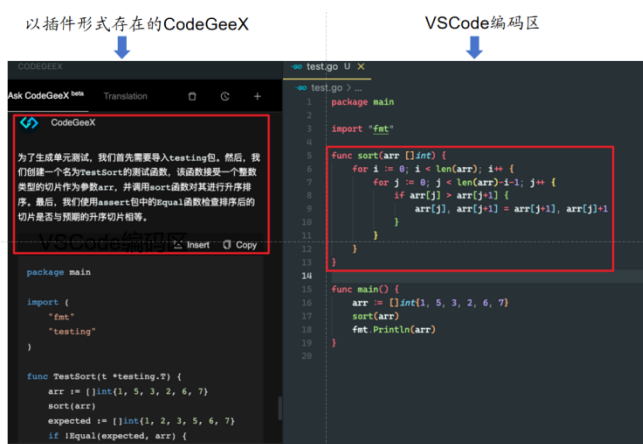 以插件形式存在的CodeGeeX
VSCode编码区
CODEGEEX
Ask CodeGeeX beta
Translation
CodeGeeX
为了生成单元测试，我们首先需要导入testing包。然后，我
们创建一个名为TestSort的测试函数，该函数接受一个整数
类型的切片作为参数arr，并调用sort函数对其进行升序排
序。最后，我们使用assert包中的Equal函数检查排序后的
切片是否与预期的升序切片相等。
VSCode编码区
Insert
Copy
package main
import (
"fmt"
"testing"
)
func TestSort(t *testing.T) {
arr := []int{1, 5, 3, 2, 6, 7}
sort(arr)
expected := []int{1, 2, 3, 5, 6, 7}
if !Equal(expected, arr) {
test.go U ×
test.go > ...
1 package main
2
3 import "fmt"
4
5 func sort(arr []int) {
6 for i := 0; i < len(arr); i++ {
7 for j := 0; j < len(arr)-i-1; j++ {
8 if arr[j] > arr[j+1] {
9 arr[j], arr[j+1] = arr[j+1], arr[j]+1
10 }
11 }
12 }
13 }
14
15 func main() {
16 arr := []int{1, 5, 3, 2, 6, 7}
17 sort(arr)
18 fmt.Println(arr)
19 }
20